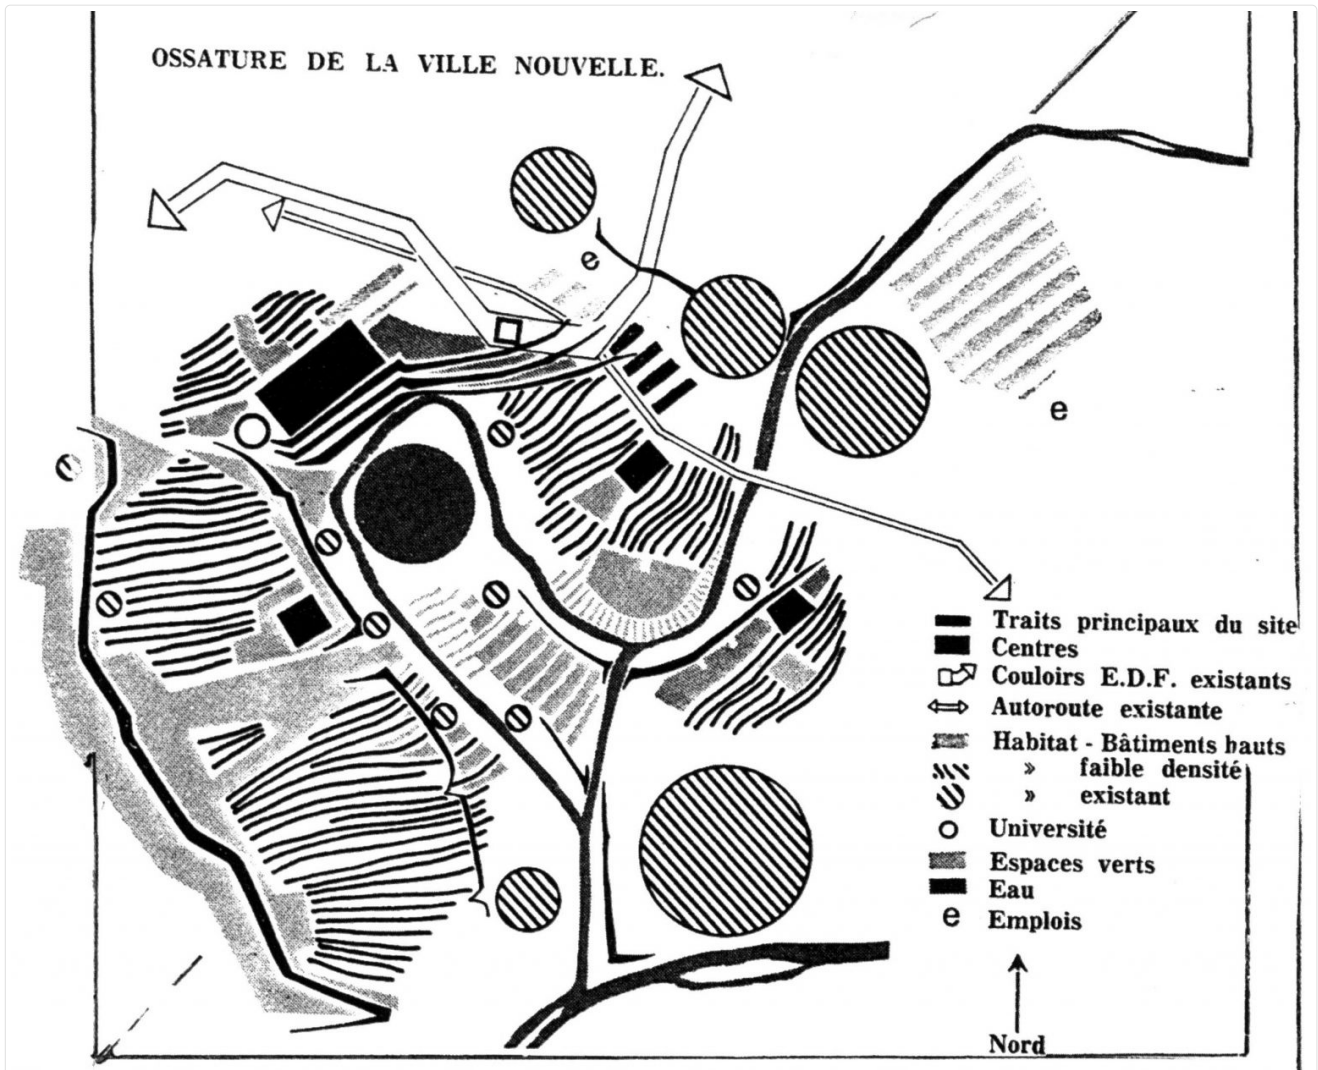 OSSATURE DE LA VILLE NOUVELLE.
e
e
Traits principaux du site
Centres
Couloirs E.D.F. existants
Autoroute existante
Habitat - Bâtiments hauts
» faible densité
» existant
Université
Espaces verts
Eau
e Emplois
Nord